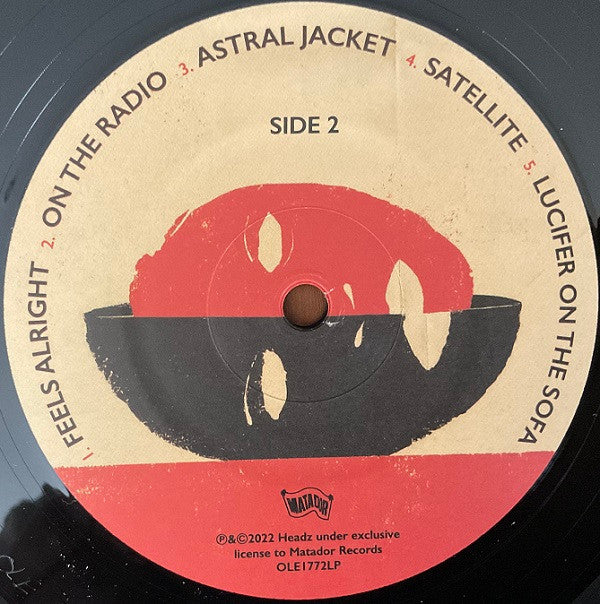 SIDE 2
1. FEELS ALRIGHT 2. ON THE RADIO 3. ASTRAL JACKET 4. SATELLITE 5. LUCIFER ON THE SOFA
MATADOR
℗&©2022 Headz under exclusive
license to Matador Records
OLE1772LP